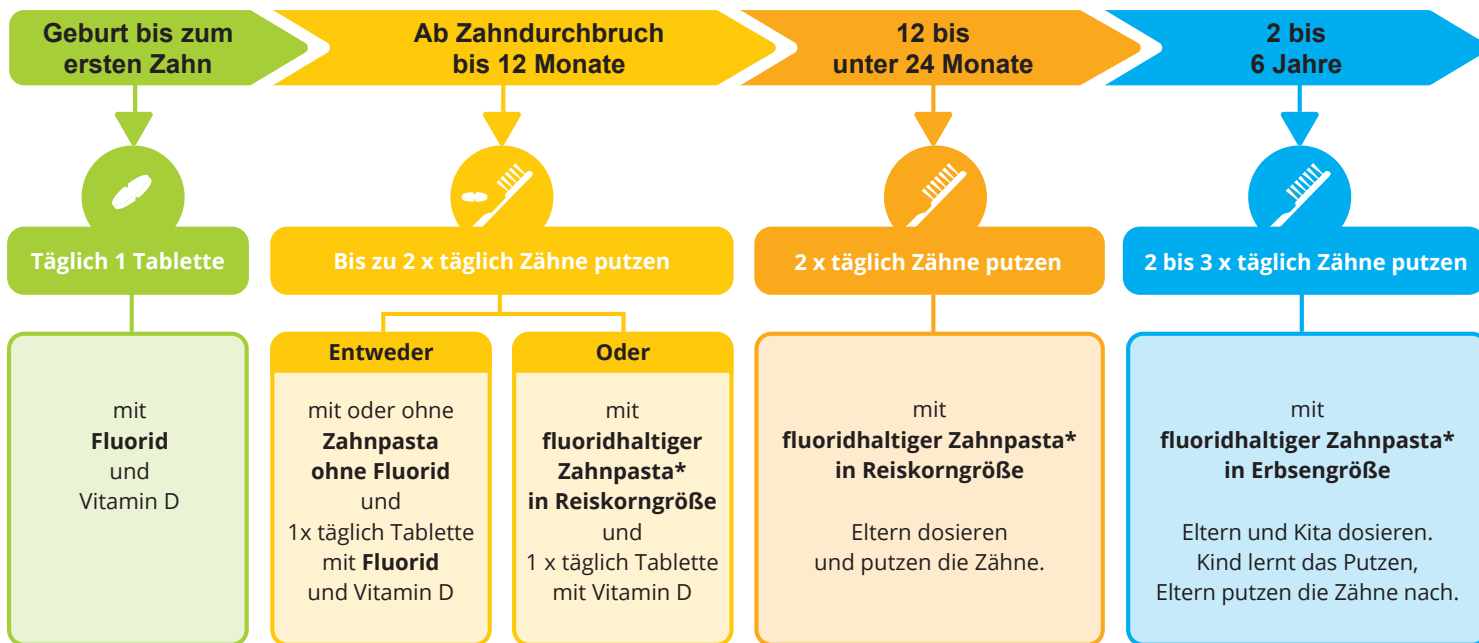 Geburt bis zum
ersten Zahn
Ab Zahndurchbruch
bis 12 Monate
12 bis
unter 24 Monate
2 bis
6 Jahre
Täglich 1 Tablette
Bis zu 2 x täglich Zähne putzen
2 x täglich Zähne putzen
2 bis 3 x täglich Zähne putzen
mit
Fluorid
und
Vitamin D
Entweder
mit oder ohne
Zahnpasta
ohne Fluorid
und
1x täglich Tablette
mit Fluorid
und Vitamin D
Oder
mit
fluoridhaltiger
Zahnpasta*
in Reiskorngröße
und
1 x täglich Tablette
mit Vitamin D
mit
fluoridhaltiger Zahnpasta*
in Reiskorngröße
Eltern dosieren
und putzen die Zähne.
mit
fluoridhaltiger Zahnpasta*
in Erbsengröße
Eltern und Kita dosieren.
Kind lernt das Putzen,
Eltern putzen die Zähne nach.